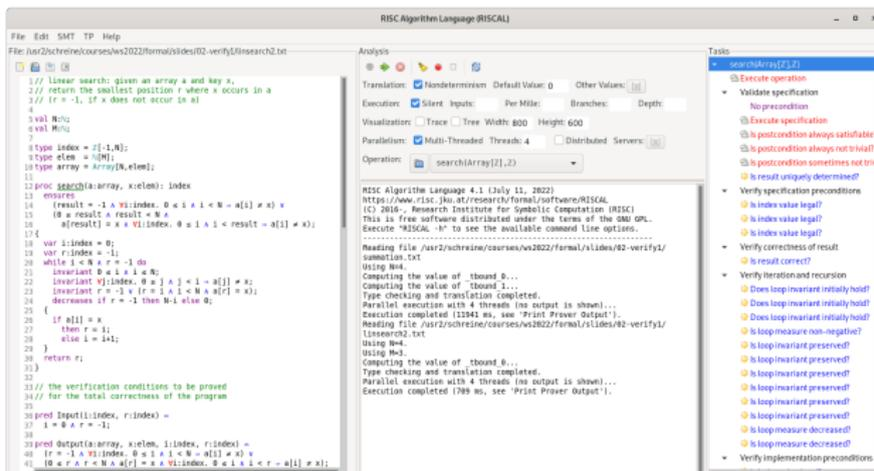 RISC Algorithm Language (RISCAL)
File Edit SMT TP Help
File: /usr2/schreine/courses/ws2022/formal/slides/02-verify1/linsearch2.txt
1 // linear search: given an array a and key x,
2 // return the smallest position r where x occurs in a
3 // (r = -1, if x does not occur in a)
4
5 val N:ℕ;
6 val M:ℕ;
7
8 type index = ℤ[-1,N];
9 type elem = ℕ[M];
10 type array = Array[N,elem];
11
12 proc search(a:array, x:elem): index
13 ensures
14 (result = -1 ∧ ∀i:index. 0 ≤ i ∧ i < N ⇒ a[i] ≠ x) ∨
15 (0 ≤ result ∧ result < N ∧
16 a[result] = x ∧ ∀i:index. 0 ≤ i ∧ i < result ⇒ a[i] ≠ x);
17 {
18 var i:index = 0;
19 var r:index = -1;
20 while i < N ∧ r = -1 do
21 invariant 0 ≤ i ∧ i ≤ N;
22 invariant ∀j:index. 0 ≤ j ∧ j < i ⇒ a[j] ≠ x;
23 invariant r = -1 ∨ (r = i ∧ i < N ∧ a[r] = x);
24 decreases if r = -1 then N-i else 0;
25 {
26 if a[i] = x
27 then r = i;
28 else i = i+1;
29 }
30 return r;
31 }
32
33 // the verification conditions to be proved
34 // for the total correctness of the program
35
36 pred Input(i:index, r:index) ⇔
37 i = 0 ∧ r = -1;
38
39 pred Output(a:array, x:elem, i:index, r:index) ⇔
40 (r = -1 ∧ ∀i:index. 0 ≤ i ∧ i < N ⇒ a[i] ≠ x) ∨
41 (0 ≤ r ∧ r < N ∧ a[r] = x ∧ ∀i:index. 0 ≤ i ∧ i < r ⇒ a[i] ≠ x);
Analysis
Translation: Nondeterminism Default Value: 0 Other Values:
Execution: Silent Inputs: Per Mille: Branches: Depth:
Visualization: Trace Tree Width: 800 Height: 600
Parallelism: Multi-Threaded Threads: 4 Distributed Servers:
Operation: search(Array[Z],Z)
RISC Algorithm Language 4.1 (July 11, 2022)
https://www.risc.jku.at/research/formal/software/RISCAL
(C) 2016-, Research Institute for Symbolic Computation (RISC)
This is free software distributed under the terms of the GNU GPL.
Execute "RISCAL -h" to see the available command line options.
Reading file /usr2/schreine/courses/ws2022/formal/slides/02-verify1/
summation.txt
Using N=4.
Computing the value of _tbound_0...
Computing the value of _tbound_1...
Type checking and translation completed.
Parallel execution with 4 threads (no output is shown)...
Execution completed (11941 ms, see 'Print Prover Output').
Reading file /usr2/schreine/courses/ws2022/formal/slides/02-verify1/
linsearch2.txt
Using N=4.
Using M=3.
Computing the value of _tbound_0...
Type checking and translation completed.
Parallel execution with 4 threads (no output is shown)...
Execution completed (709 ms, see 'Print Prover Output').
Tasks
search(Array[Z],Z)
Execute operation
Validate specification
No precondition
Execute specification
Is postcondition always satisfiable
Is postcondition always not trivial?
Is postcondition sometimes not tri
Is result uniquely determined?
Verify specification preconditions
Is index value legal?
Is index value legal?
Is index value legal?
Verify correctness of result
Is result correct?
Verify iteration and recursion
Does loop invariant initially hold?
Does loop invariant initially hold?
Does loop invariant initially hold?
Is loop measure non-negative?
Is loop invariant preserved?
Is loop invariant preserved?
Is loop invariant preserved?
Is loop invariant preserved?
Is loop invariant preserved?
Is loop invariant preserved?
Is loop measure decreased?
Is loop measure decreased?
Verify implementation preconditions